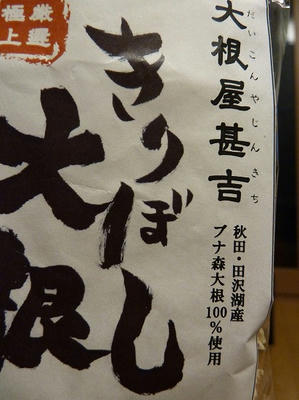 大根屋甚吉
だいこんやじんきち
秋田・田沢湖産
ブナ森大根100%使用
きりぼし
大根
厳選
極上